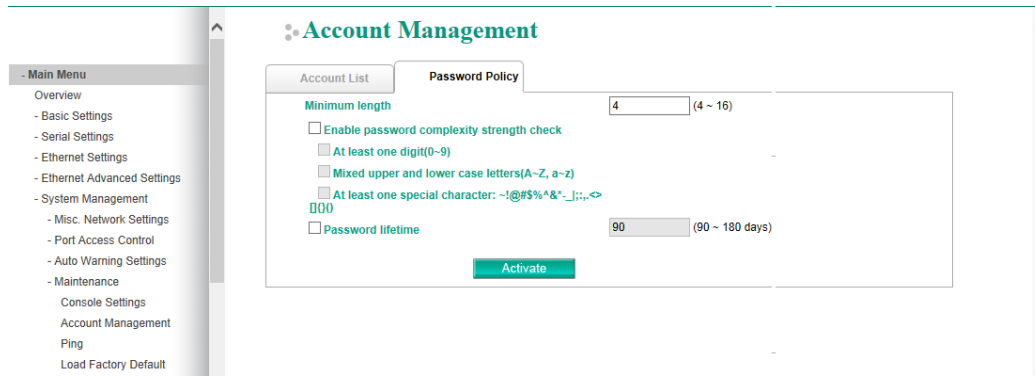 Account Management
- Main Menu
Overview
- Basic Settings
- Serial Settings
- Ethernet Settings
- Ethernet Advanced Settings
- System Management
- Misc. Network Settings
- Port Access Control
- Auto Warning Settings
- Maintenance
Console Settings
Account Management
Ping
Load Factory Default
Account List
Password Policy
Minimum length 4 (4 ~ 16)
Enable password complexity strength check
At least one digit(0~9)
Mixed upper and lower case letters(A~Z, a~z)
At least one special character: ~!@#$%^&*-_|;:,.<>
[]{}()
Password lifetime 90 (90 ~ 180 days)
Activate